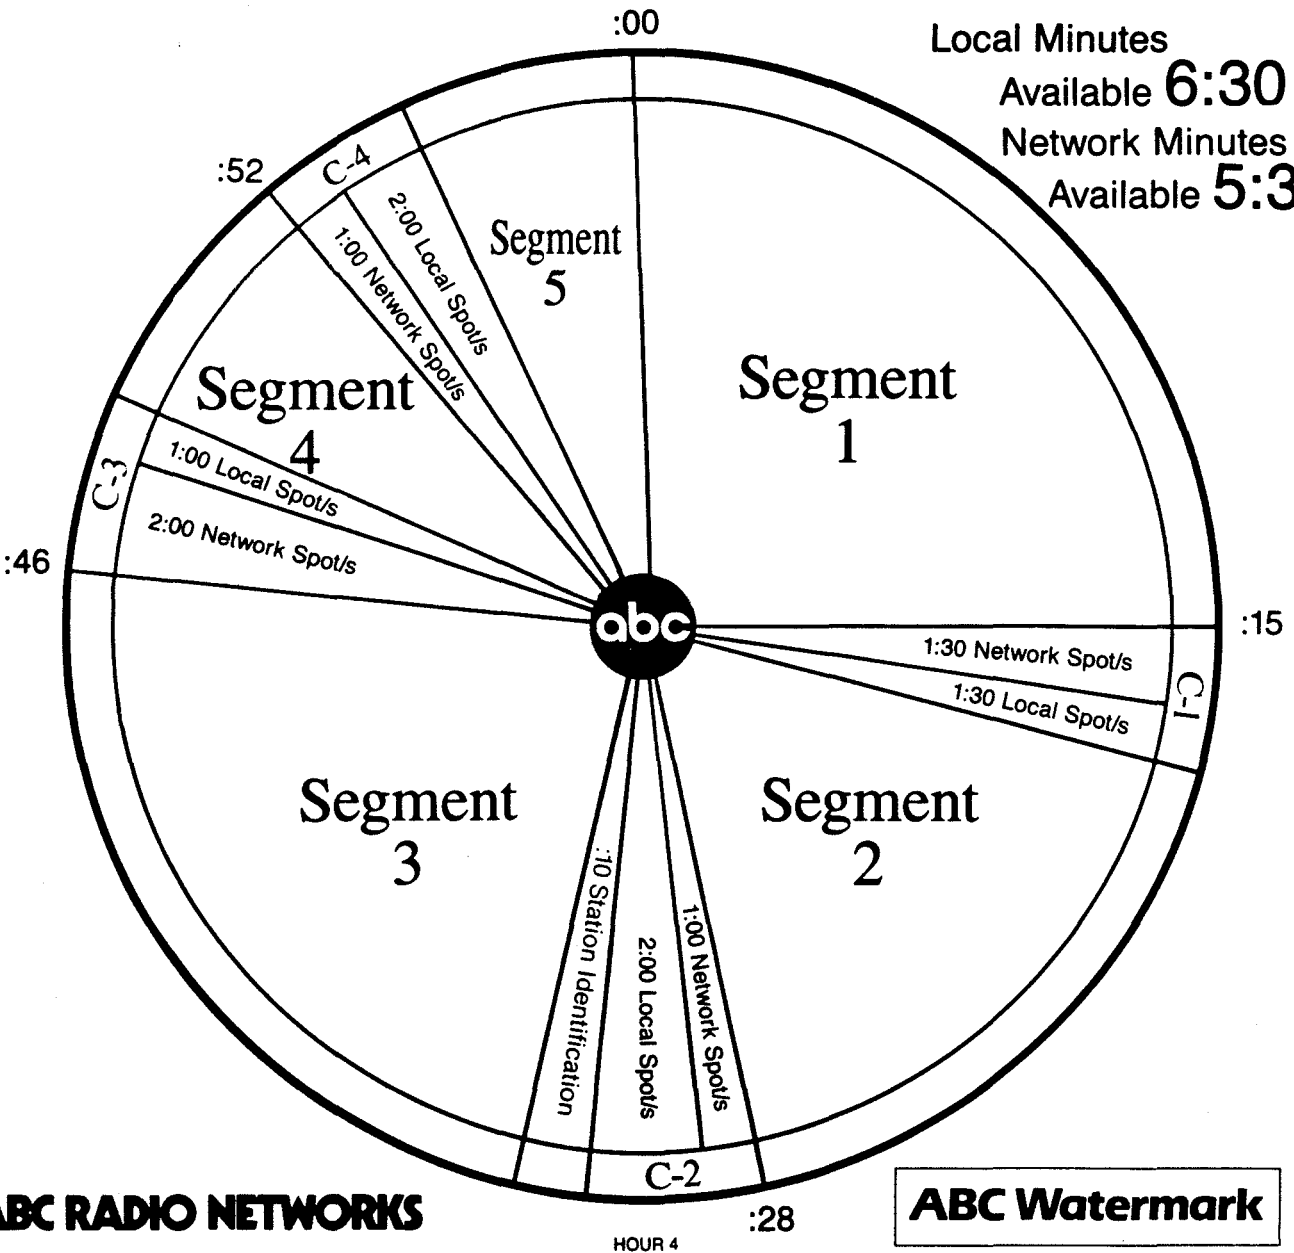 :00
Local Minutes
Available 6:30
Network Minutes
Available 5:3
:52
C-4
2:00 Local Spot/s
1:00 Network Spot/s
Segment
5
Segment
1
Segment
4
C-3
1:00 Local Spot/s
2:00 Network Spot/s
:46
abc
:15
1:30 Network Spot/s
1:30 Local Spot/s
C-1
Segment
3
Segment
2
:10 Station Identification
2:00 Local Spot/s
1:00 Network Spot/s
C-2
:28
ABC RADIO NETWORKS
ABC Watermark
HOUR 4